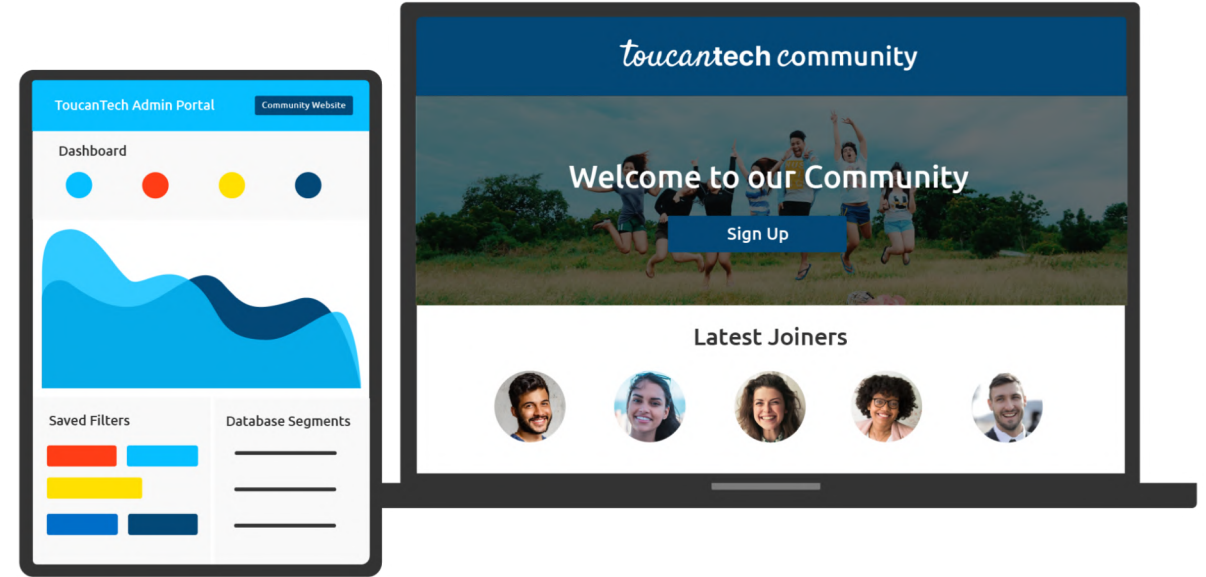 ToucanTech Admin Portal
Community Website
Dashboard
Saved Filters
Database Segments
toucantech community
Welcome to our Community
Sign Up
Latest Joiners